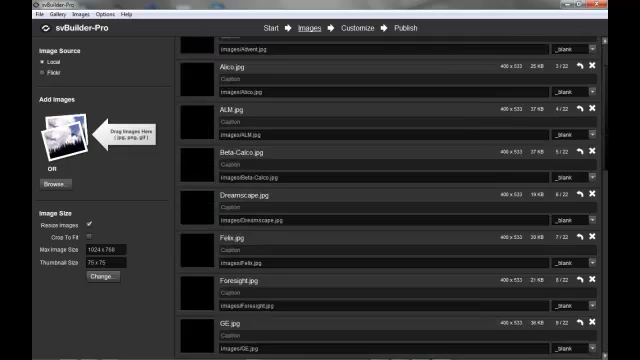 svBuilder-Pro
File Gallery Images Options Help
svBuilder-Pro
Start Images Customize Publish
Image Source
Local
Flickr
Add Images
Drag Images Here
( jpg, png, gif )
OR
Browse...
Image Size
Resize Images
Crop To Fit
Max Image Size 1024 x 768
Thumbnail Size 75 x 75
Change...
images/Advent.jpg _blank
Alico.jpg 400 x 533 25 KB 3 / 22
Caption
images/Alico.jpg _blank
ALM.jpg 400 x 533 37 KB 4 / 22
Caption
images/ALM.jpg _blank
Beta-Calco.jpg 400 x 533 37 KB 5 / 22
Caption
images/Beta-Calco.jpg _blank
Dreamscape.jpg 400 x 533 19 KB 6 / 22
Caption
images/Dreamscape.jpg _blank
Felix.jpg 400 x 533 7 / 22
Caption
images/Felix.jpg _blank
Foresight.jpg 400 x 533 21 KB 8 / 22
Caption
images/Foresight.jpg _blank
GE.jpg 400 x 533 36 KB 9 / 22
Caption
images/GE.jpg _blank